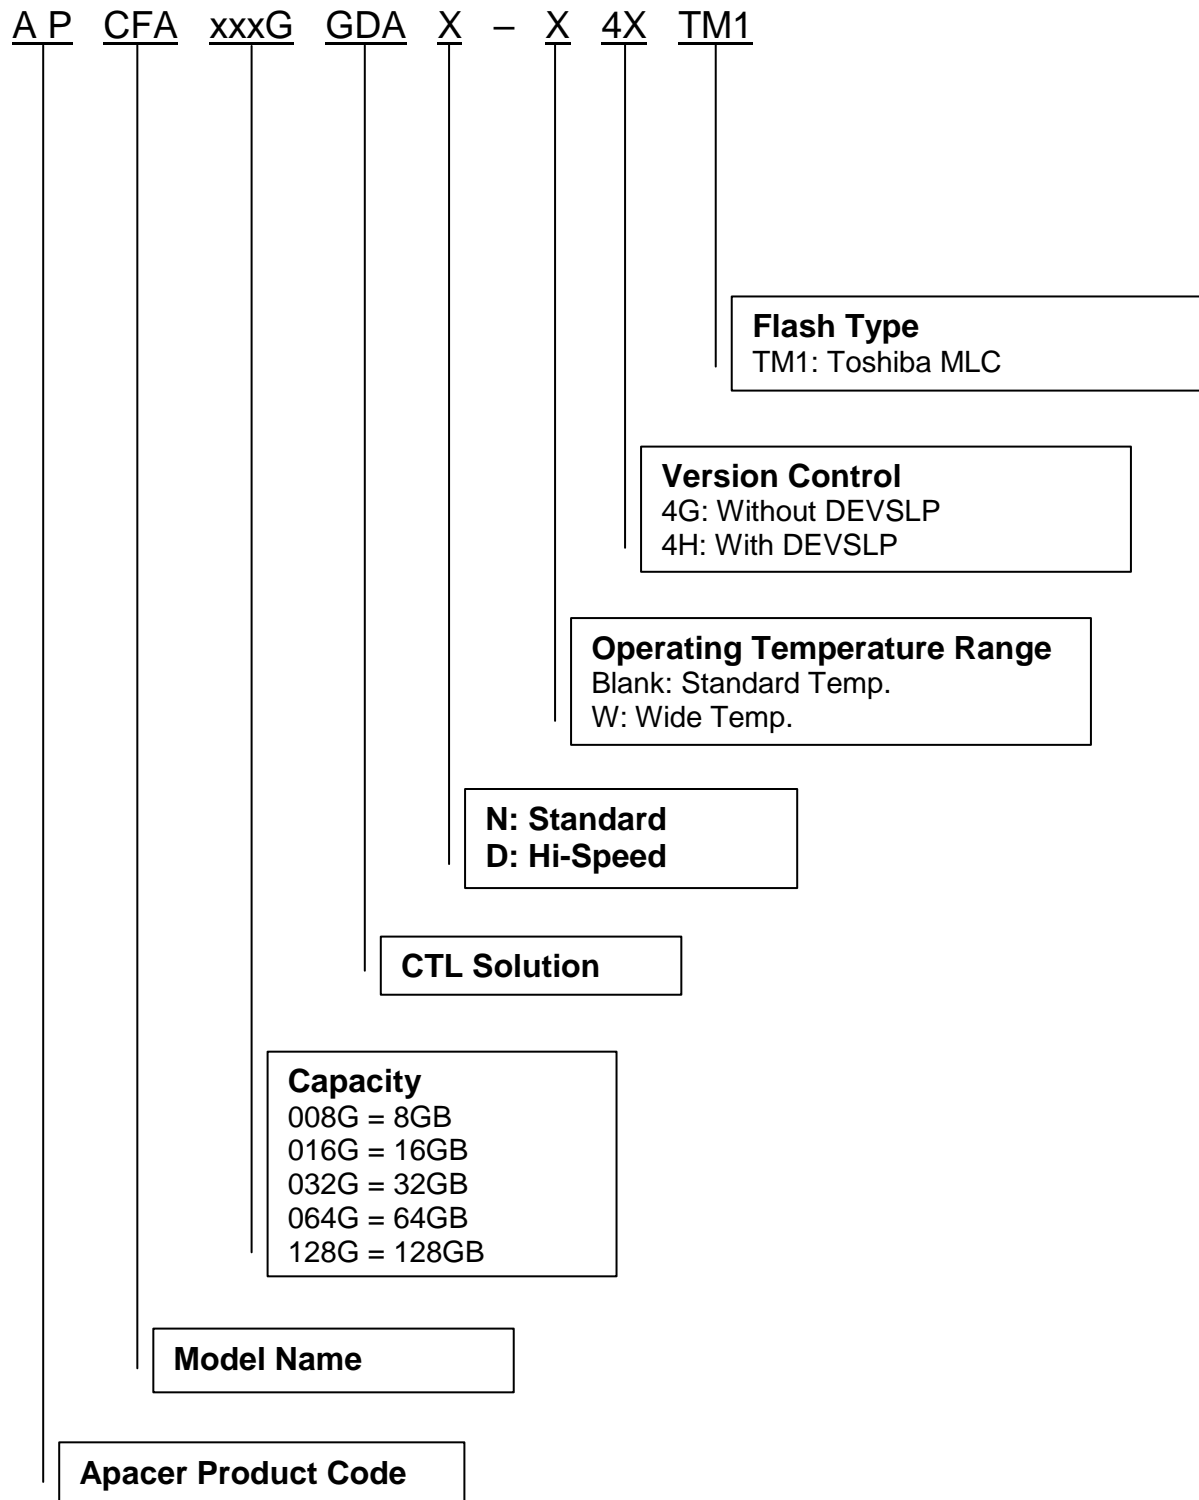 A P CFA xxxG GDA X – X 4X TM1
Flash Type
TM1: Toshiba MLC
Version Control
4G: Without DEVSLP
4H: With DEVSLP
Operating Temperature Range
Blank: Standard Temp.
W: Wide Temp.
N: Standard
D: Hi-Speed
CTL Solution
Capacity
008G = 8GB
016G = 16GB
032G = 32GB
064G = 64GB
128G = 128GB
Model Name
Apacer Product Code